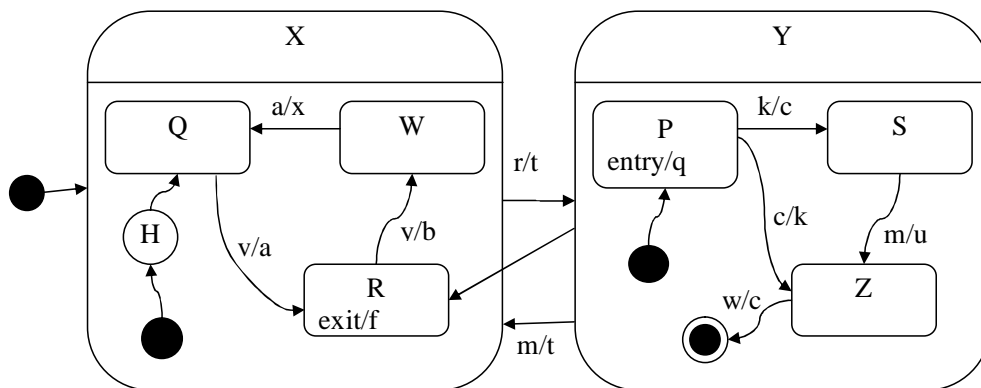 X
Y
a/x
k/c
Q
W
P
S
entry/q
r/t
H
c/k
v/a
v/b
m/u
R
Z
exit/f
w/c
m/t